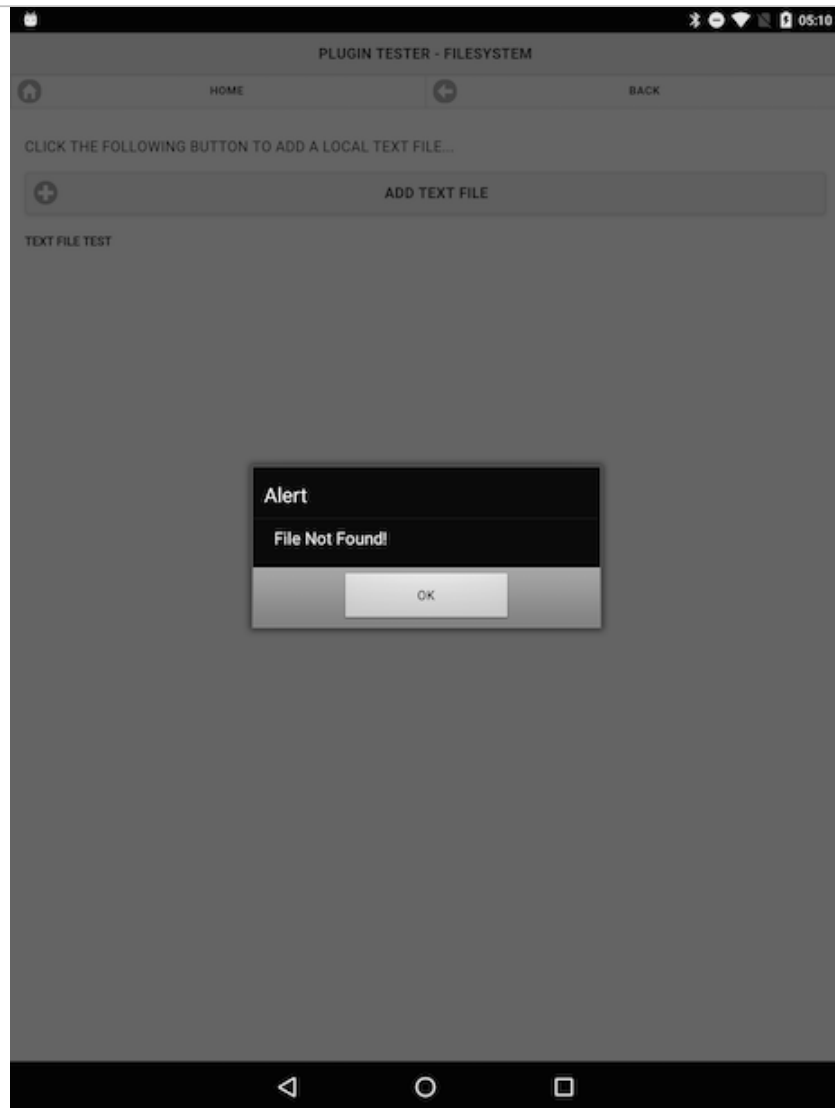 05:10
PLUGIN TESTER - FILESYSTEM
HOME BACK
CLICK THE FOLLOWING BUTTON TO ADD A LOCAL TEXT FILE...
ADD TEXT FILE
TEXT FILE TEST
Alert
File Not Found!
OK